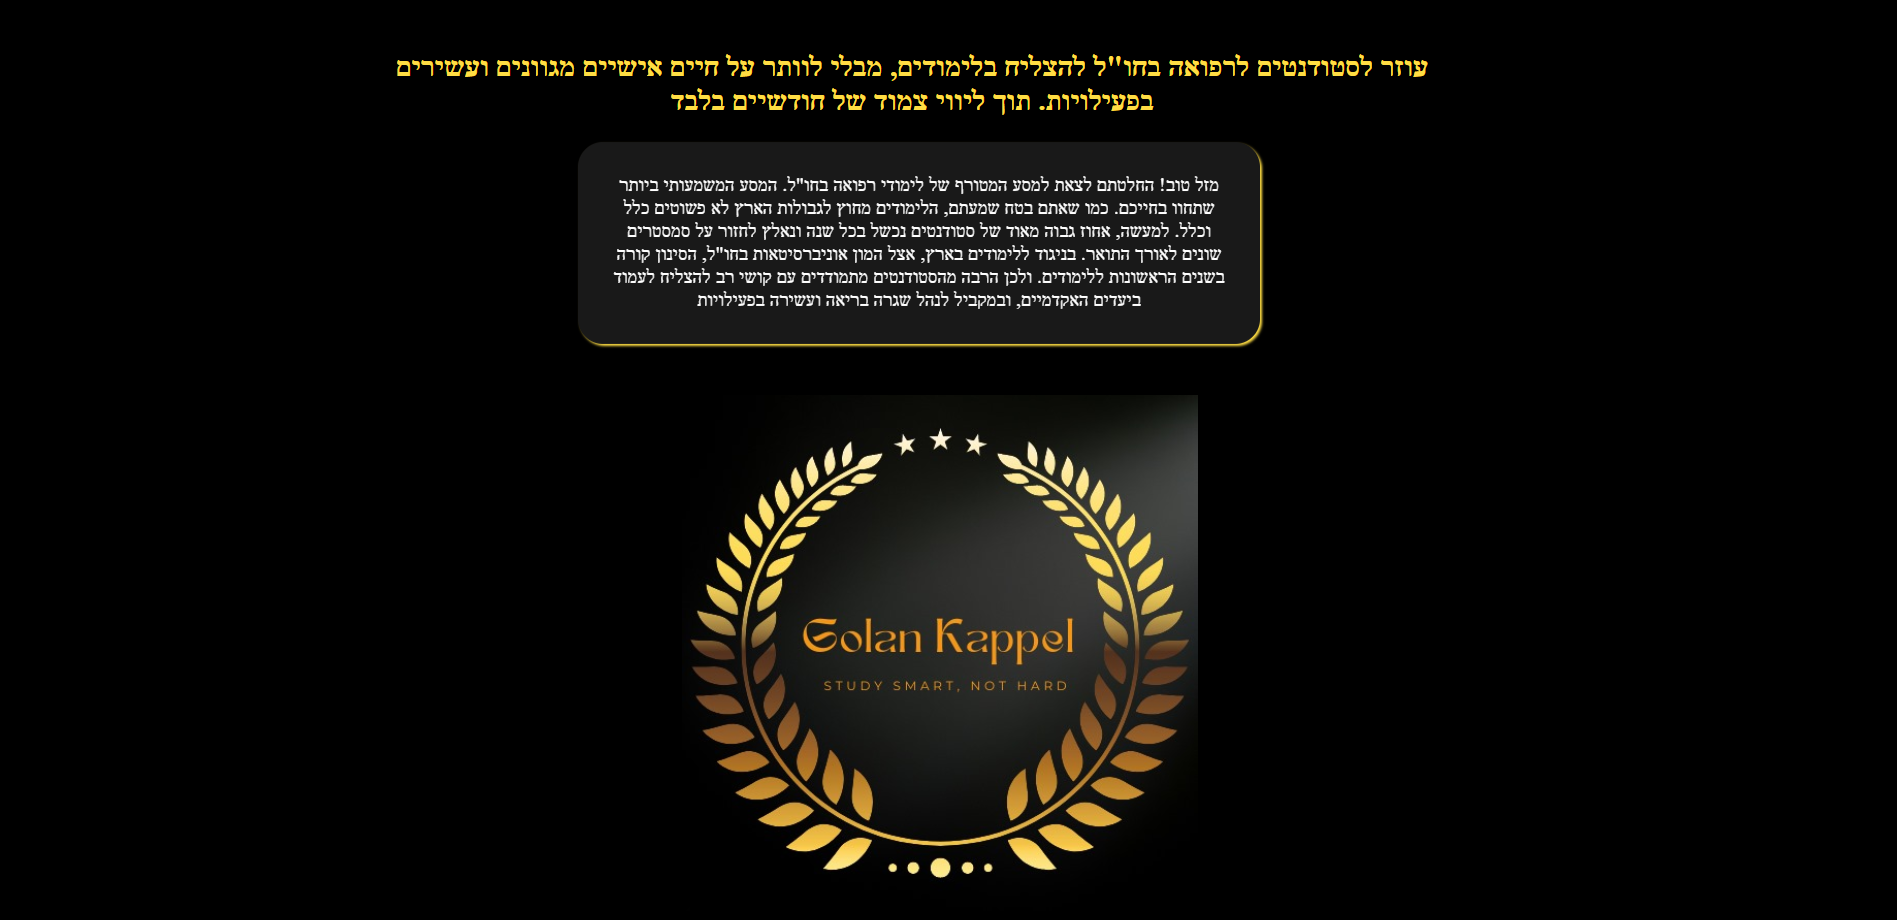 עוזר לסטודנטים לרפואה בחו"ל להצליח בלימודים, מבלי לוותר על חיים אישיים מגוונים ועשירים
בפעילויות. תוך ליווי צמוד של חודשיים בלבד
מזל טוב! החלטתם לצאת למסע המטורף של לימודי רפואה בחו"ל. המסע המשמעותי ביותר
שתחוו בחייכם. כמו שאתם בטח שמעתם, הלימודים מחוץ לגבולות הארץ לא פשוטים כלל
וכלל. למעשה, אחוז גבוה מאוד של סטודנטים נכשל בכל שנה ונאלץ לחזור על סמסטרים
שונים לאורך התואר. בניגוד ללימודים בארץ, אצל המון אוניברסיטאות בחו"ל, הסינון קורה
בשנים הראשונות ללימודים. ולכן הרבה מהסטודנטים מתמודדים עם קושי רב להצליח לעמוד
ביעדים האקדמיים, ובמקביל לנהל שגרה בריאה ועשירה בפעילויות
Golan Kappel
STUDY SMART, NOT HARD